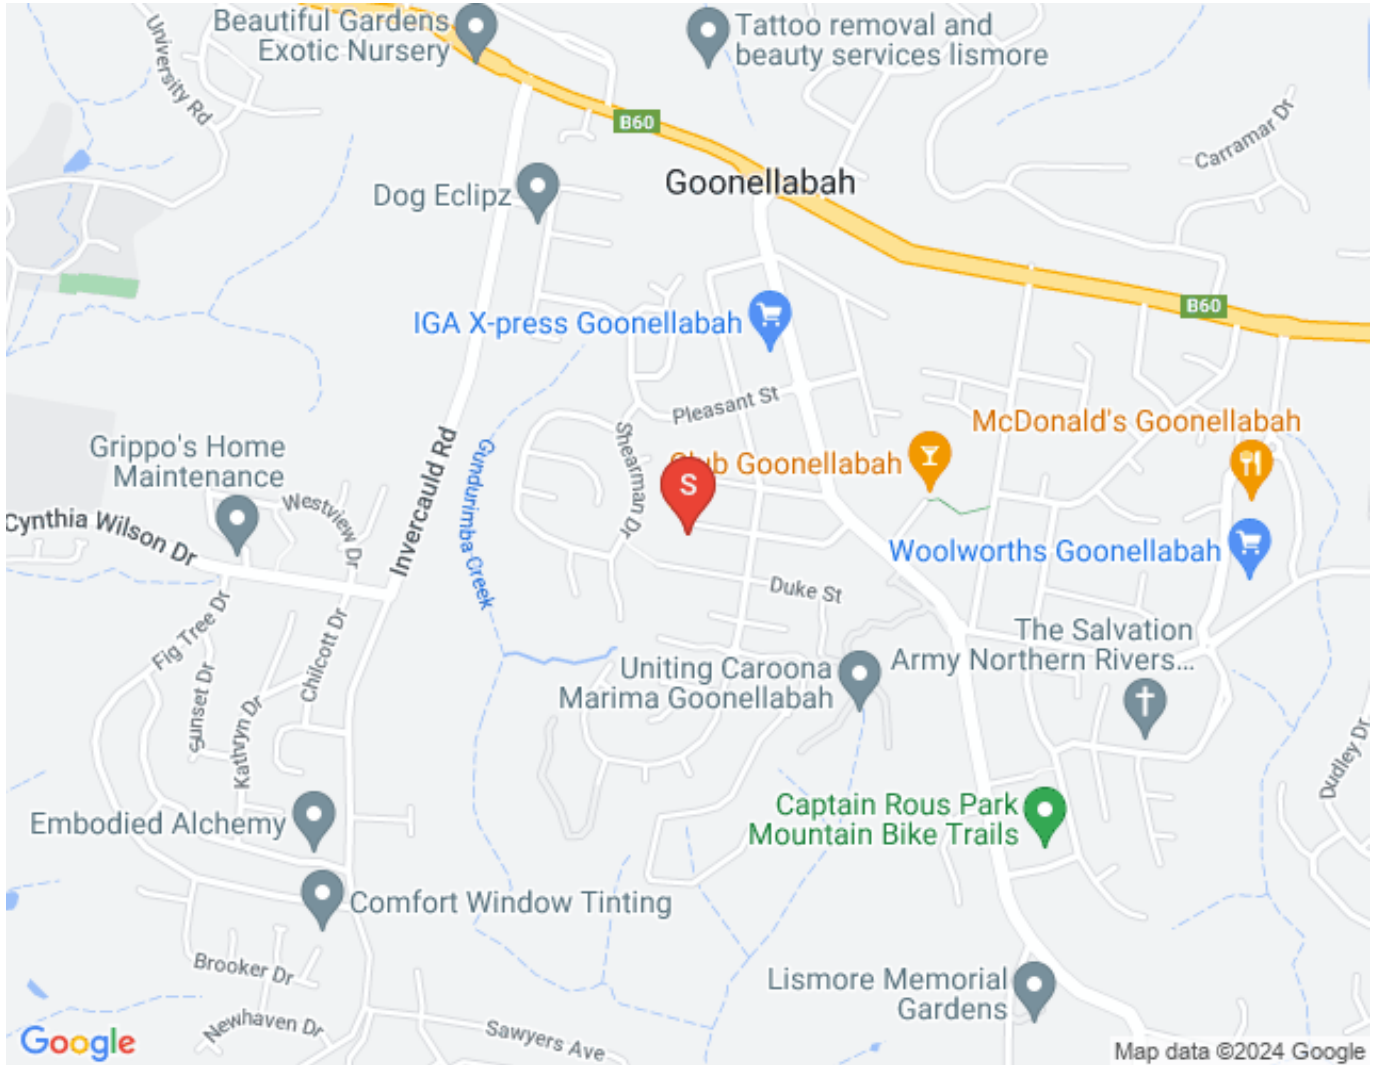 Beautiful Gardens
Exotic Nursery
Tattoo removal and
beauty services lismore
University Rd
B60
Carramar Dr
Goonellabah
Dog Eclipz
B60
IGA X-press Goonellabah
Pleasant St
McDonald's Goonellabah
Grippo's Home
Maintenance
Invercauld Rd
Gundurimba Creek
Shearman Dr
Club Goonellabah
S
Westview Dr
Cynthia Wilson Dr
Woolworths Goonellabah
Duke St
Fig Tree Dr
Chilcott Dr
The Salvation
Army Northern Rivers...
Uniting Caroona
Marima Goonellabah
Sunset Dr
Kathryn Dr
Dudley Dr
Embodied Alchemy
Captain Rous Park
Mountain Bike Trails
Comfort Window Tinting
Brooker Dr
Lismore Memorial
Gardens
Newhaven Dr
Sawyers Ave
Google
Map data ©2024 Google